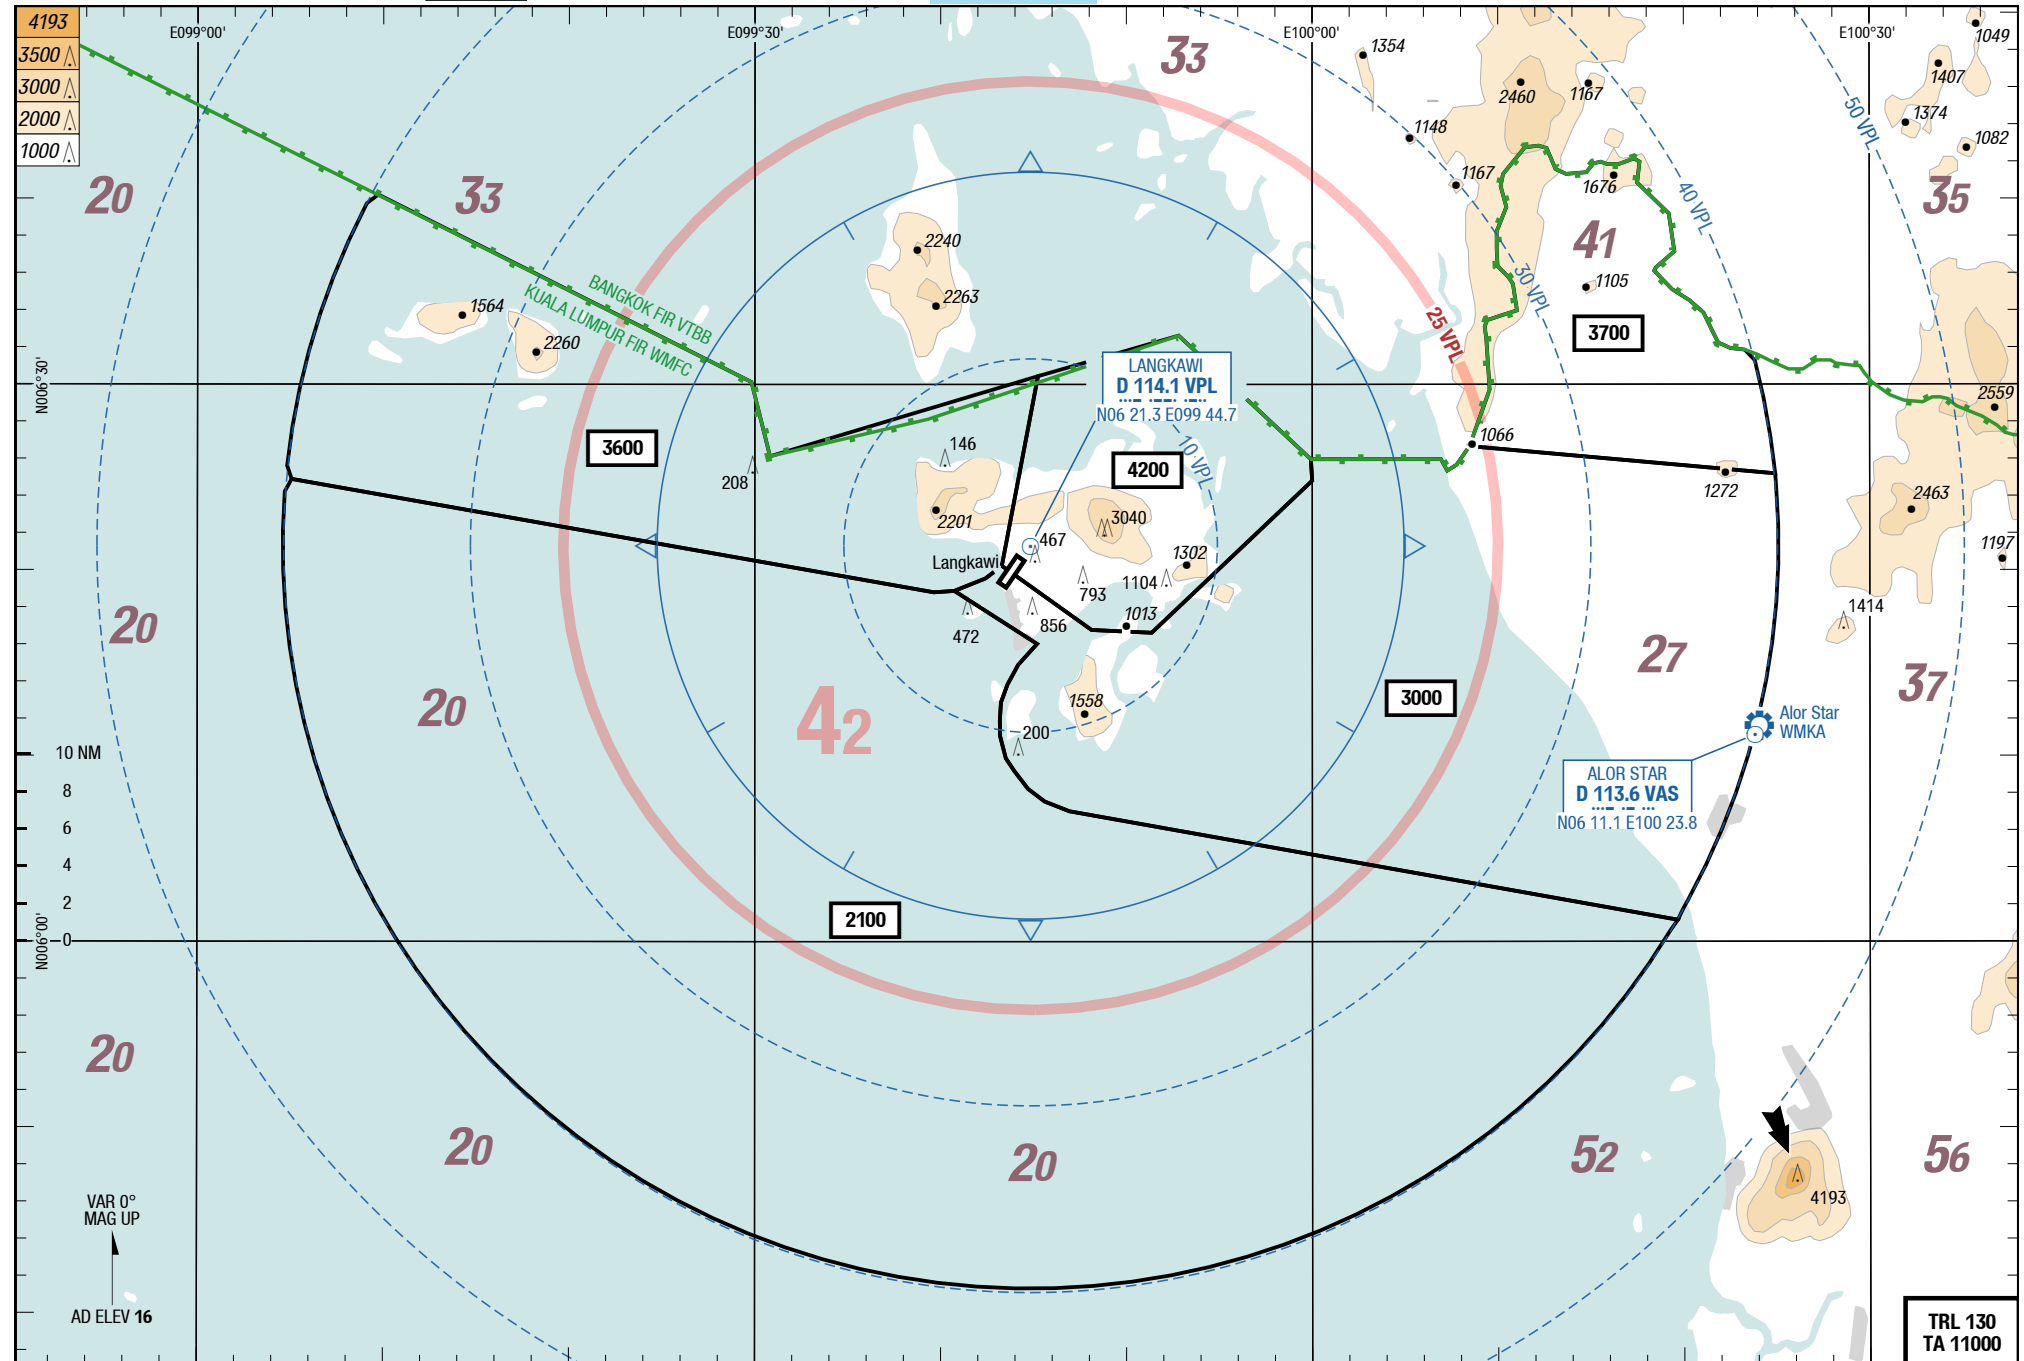 4193
3500
3000
2000
1000
E099°00'
E099°30'
E100°00'
E100°30'
33
1354
2460
1167
1148
1167
1676
1049
1407
1374
1082
50 VPL
40 VPL
30 VPL
25 VPL
10 VPL
20
33
35
41
1105
3700
2240
2263
1564
2260
BANGKOK FIR VTBB
KUALA LUMPUR FIR WMFC
LANGKAWI
D 114.1 VPL
N06 21.3 E099 44.7
N006°30'
3600
208
146
4200
1066
1272
2559
2463
1197
1414
2201
3040
467
Langkawi
1302
1104
793
1013
472
856
1558
200
20
20
42
3000
27
37
Alor Star
WMKA
ALOR STAR
D 113.6 VAS
N06 11.1 E100 23.8
10 NM
8
6
4
2
0
N006°00'
2100
20
20
20
52
56
4193
VAR 0°
MAG UP
AD ELEV 16
TRL 130
TA 11000